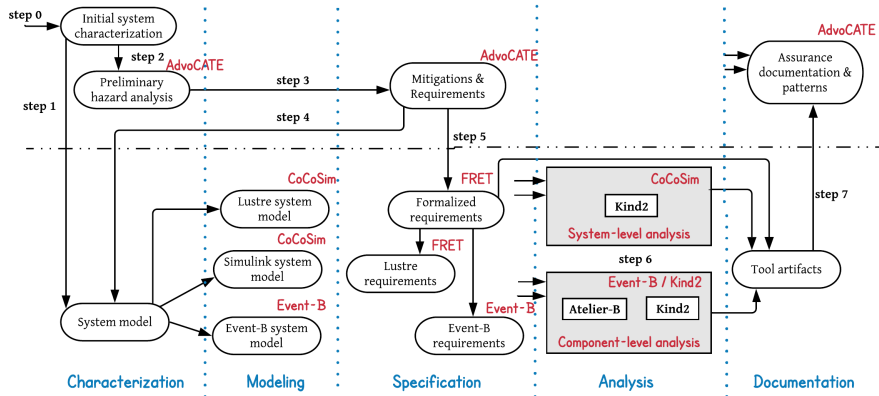 step 0
Initial system
characterization
step 2
AdvoCATE
Preliminary
hazard analysis
step 1
step 3
step 4
AdvoCATE
Mitigations &
Requirements
step 5
AdvoCATE
Assurance
documentation &
patterns
CoCoSim
Lustre system
model
CoCoSim
Simulink system
model
Event-B
Event-B system
model
System model
FRET
Formalized
requirements
FRET
Lustre requirements
Event-B
Event-B
requirements
CoCoSim
Kind2
System-level analysis
step 6
Event-B / Kind2
Atelier-B
Kind2
Component-level analysis
step 7
Tool artifacts
Characterization
Modeling
Specification
Analysis
Documentation